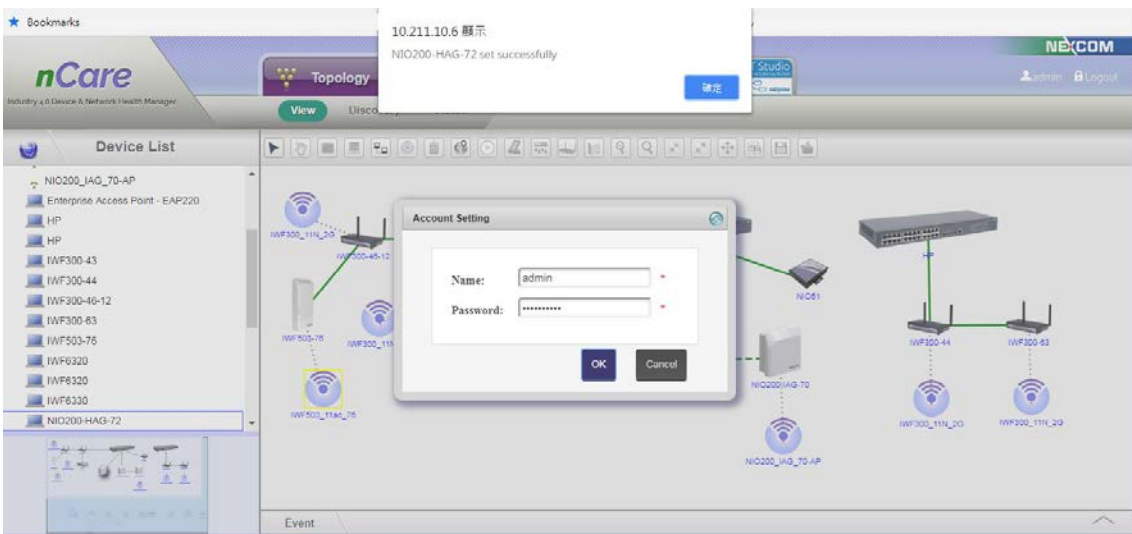 Bookmarks
10.211.10.6 顯示
NIO200-HAG-72 set successfully
確定
nCare
Industry 4.0 Device & Network Health Manager
Topology
Studio
NEXCOM
admin
Logout
View
Device List
NIO200_IAG_70-AP
Enterprise Access Point - EAP220
HP
HP
IWF300-43
IWF300-44
IWF300-46-12
IWF300-63
IWF503-76
IWF6320
IWF6320
IWF6330
NIO200-HAG-72
IWF300_11N_20
IWF300-46-12
IWF503-76
IWF300_11N
IWF503_11ac_76
Account Setting
Name:
admin
*
Password:
••••••••••
*
OK
Cancel
NIO51
HP
NIO200IAG-70
NIO200_IAG_70-AP
IWF300-44
IWF300-63
IWF300_11N_20
IWF300_11N_20
Event